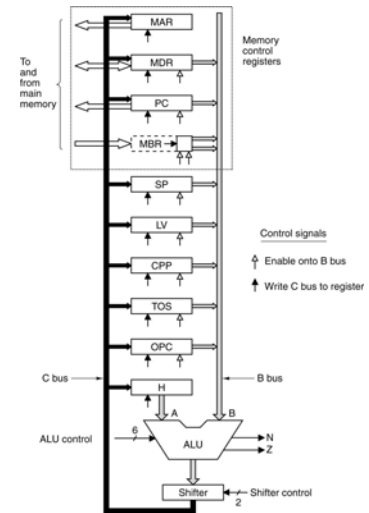 MAR
To
and
from
main
memory
MDR
PC
MBR
Memory
control
registers
SP
LV
CPP
TOS
OPC
H
Control signals
Enable onto B bus
Write C bus to register
C bus
B bus
A
B
ALU control
6
ALU
N
Z
Shifter
Shifter control
2